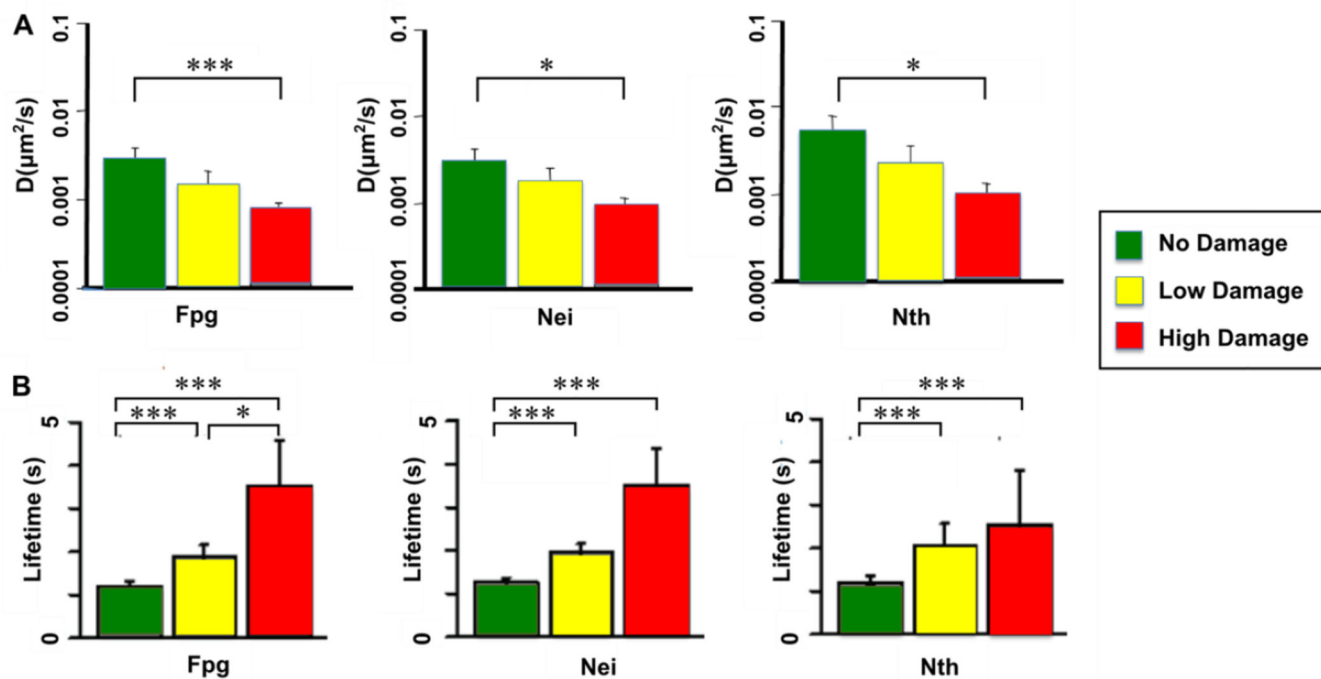 A
D(μm²/s)
0.1
0.01
0.001
0.0001
***
Fpg
D(μm²/s)
0.1
0.01
0.001
0.0001
*
Nei
D(μm²/s)
0.1
0.01
0.001
0.0001
*
Nth
No Damage
Low Damage
High Damage
B
Lifetime (s)
5
0
***
***
*
Fpg
Lifetime (s)
5
0
***
***
Nei
Lifetime (s)
5
0
***
***
Nth